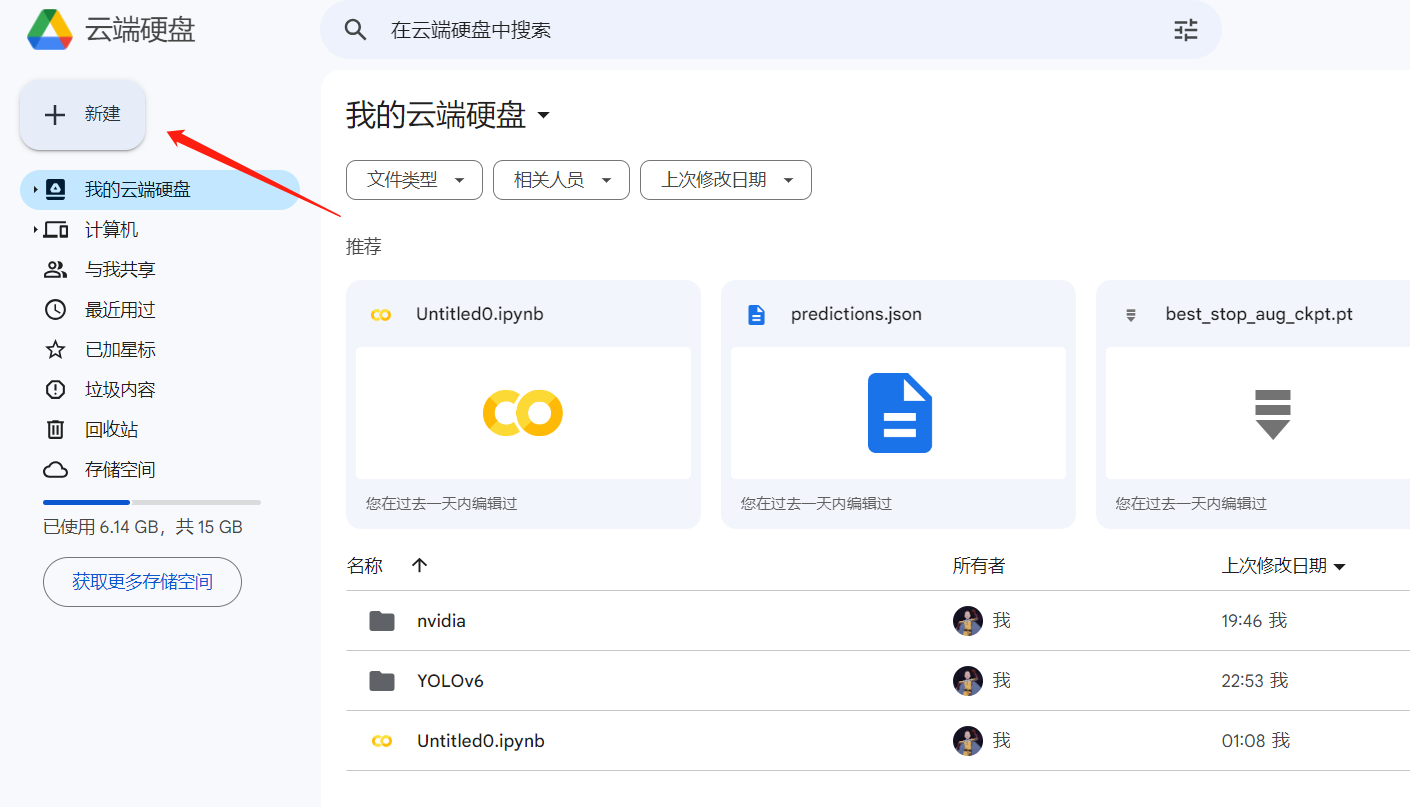 云端硬盘
在云端硬盘中搜索
新建
我的云端硬盘
计算机
与我共享
最近用过
已加星标
垃圾内容
回收站
存储空间
已使用 6.14 GB，共 15 GB
获取更多存储空间
我的云端硬盘
文件类型 相关人员 上次修改日期
推荐
Untitled0.ipynb
您在过去一天内编辑过
predictions.json
您在过去一天内编辑过
best_stop_aug_ckpt.pt
您在过去一天内编辑过
名称 所有者 上次修改日期
nvidia 我 19:46 我
YOLOv6 我 22:53 我
Untitled0.ipynb 我 01:08 我